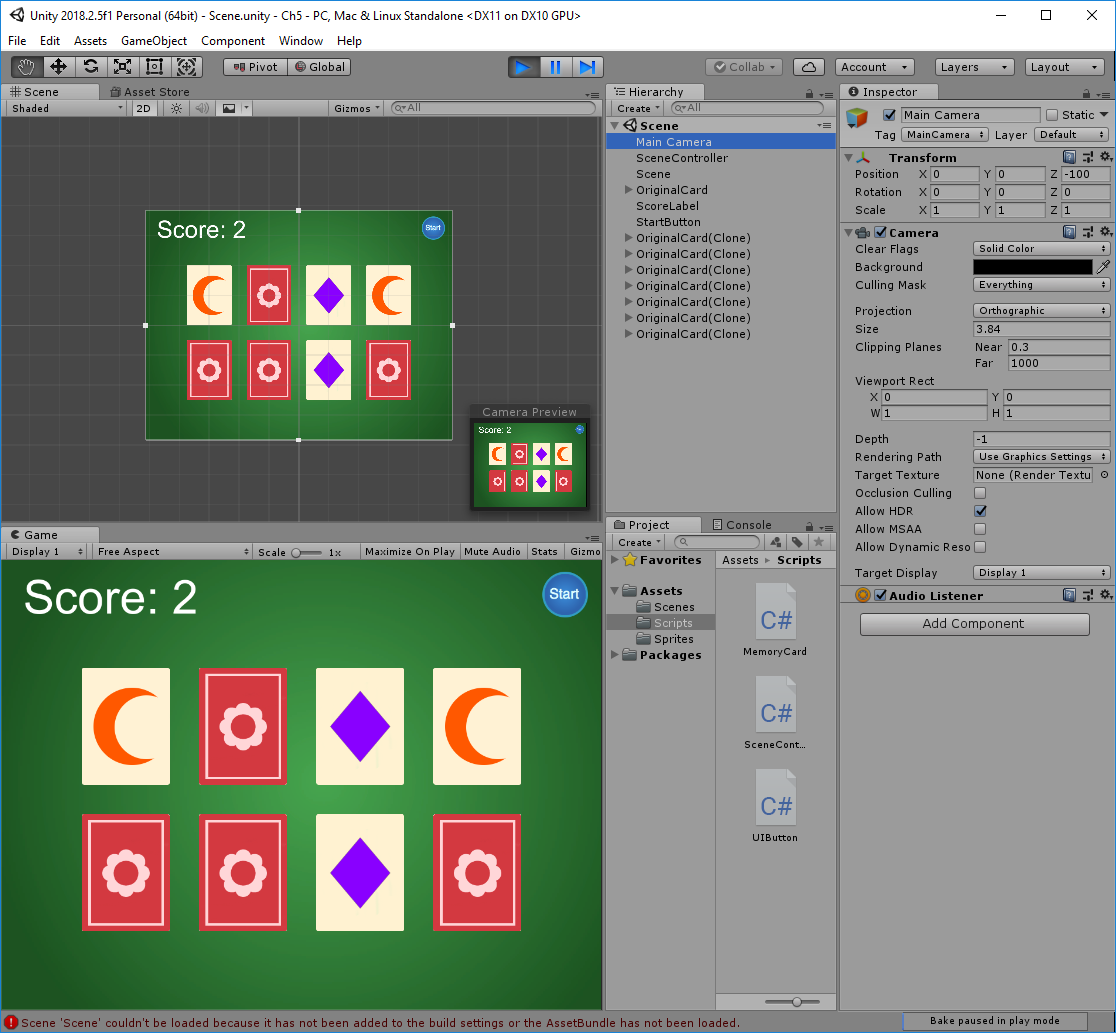 Unity 2018.2.5f1 Personal (64bit) - Scene.unity - Ch5 - PC, Mac & Linux Standalone <DX11 on DX10 GPU>
File Edit Assets GameObject Component Window Help
Pivot Global Collab Account Layers Layout
Scene Asset Store
Shaded 2D Gizmos All
Score: 2
Start
Camera Preview
Score: 2
Game
Display 1 Free Aspect Scale 1x Maximize On Play Mute Audio Stats Gizmo
Score: 2
Start
Hierarchy
Create All
Scene
Main Camera
SceneController
Scene
OriginalCard
ScoreLabel
StartButton
OriginalCard(Clone)
OriginalCard(Clone)
OriginalCard(Clone)
OriginalCard(Clone)
OriginalCard(Clone)
OriginalCard(Clone)
OriginalCard(Clone)
Project Console
Create
Favorites
Assets
Scenes
Scripts
Sprites
Packages
Assets Scripts
C#
MemoryCard
C#
SceneCont...
C#
UIButton
Inspector
Main Camera Static
Tag MainCamera Layer Default
Transform
Position X 0 Y 0 Z -100
Rotation X 0 Y 0 Z 0
Scale X 1 Y 1 Z 1
Camera
Clear Flags Solid Color
Background
Culling Mask Everything
Projection Orthographic
Size 3.84
Clipping Planes Near 0.3
Far 1000
Viewport Rect
X 0 Y 0
W 1 H 1
Depth -1
Rendering Path Use Graphics Settings
Target Texture None (Render Textu
Occlusion Culling
Allow HDR
Allow MSAA
Allow Dynamic Reso
Target Display Display 1
Audio Listener
Add Component
Scene 'Scene' couldn't be loaded because it has not been added to the build settings or the AssetBundle has not been loaded.
Bake paused in play mode